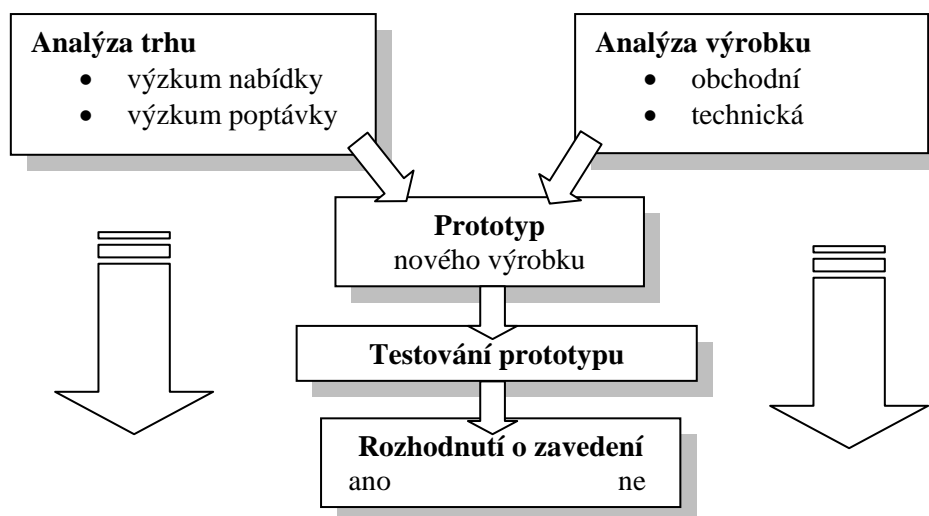 Analýza trhu
• výzkum nabídky
• výzkum poptávky
Analýza výrobku
• obchodní
• technická
Prototyp
nového výrobku
Testování prototypu
Rozhodnutí o zavedení
ano ne